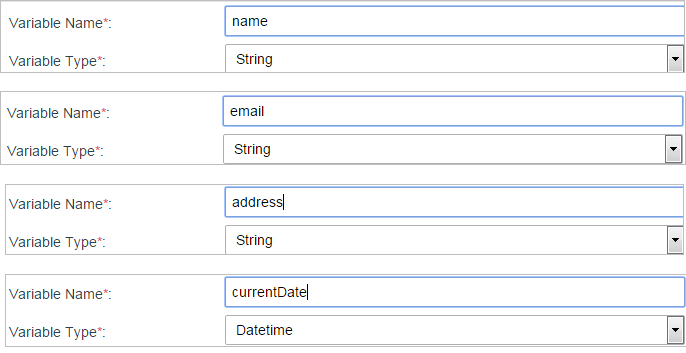 Variable Name*: name
Variable Type*: String
Variable Name*: email
Variable Type*: String
Variable Name*: address
Variable Type*: String
Variable Name*: currentDate
Variable Type*: Datetime